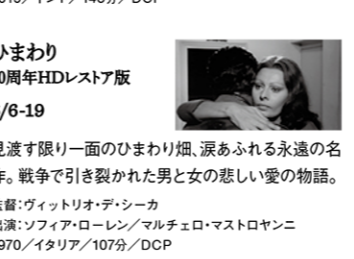 ひまわり
0周年HDレストア版
/6-19
見渡す限り一面のひまわり畑、涙あふれる永遠の名
作。戦争で引き裂かれた男と女の悲しい愛の物語。
監督:ヴィットリオ・デ・シーカ
出演:ソフィア・ローレン/マルチェロ・マストロヤンニ
1970/イタリア/107分/DCP